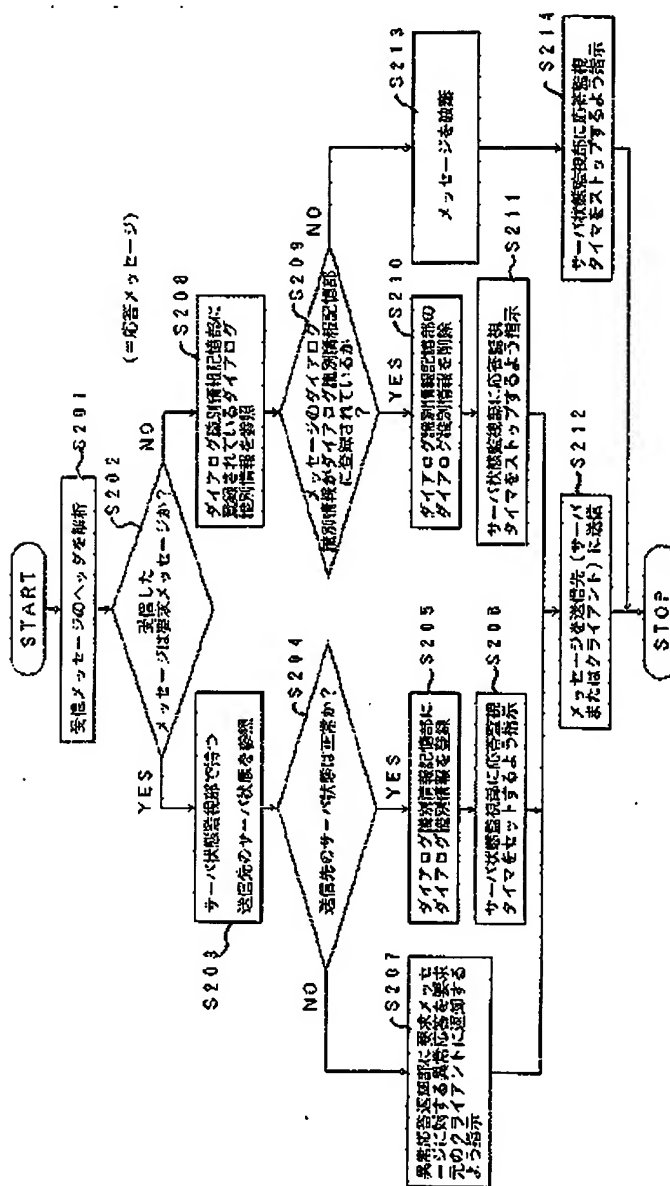 START
受信メッセージのヘッダを解析
S201
受信した
メッセージは要求メッセージか?
S202
YES
NO
(=応答メッセージ)
サーバ状態監視部で持つ
送信先のサーバ状態を参照
S203
送信先のサーバ状態は正常か?
S204
NO
YES
ダイアログ識別情報記憶部に
ダイアログ識別情報を登録
S205
サーバ状態監視部に応答監視
タイマをセットするよう指示
S206
異常応答返信部に要求メッセ
ージに対する異常応答を要求
元のクライアントに返信する
よう指示
S207
ダイアログ識別情報記憶部に
登録されているダイアログ
識別情報を参照
S208
メッセージのダイアログ
識別情報がダイアログ識別情報記憶部
に登録されているか
?
S209
YES
NO
ダイアログ識別情報記憶部の
ダイアログ識別情報を削除
S210
サーバ状態監視部に応答監視
タイマをストップするよう指示
S211
メッセージを送信先(サーバ
またはクライアント)に送信
S212
メッセージを破棄
S213
サーバ状態監視部に応答監視
タイマをストップするよう指示
S214
STOP